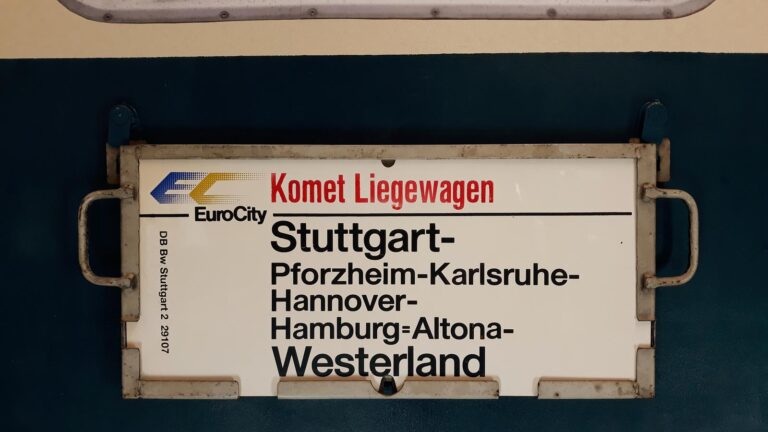 EC
Komet Liegewagen
EuroCity
Stuttgart-
Pforzheim-Karlsruhe-
Hannover-
Hamburg=Altona-
Westerland
DB Bw Stuttgart 2 29107